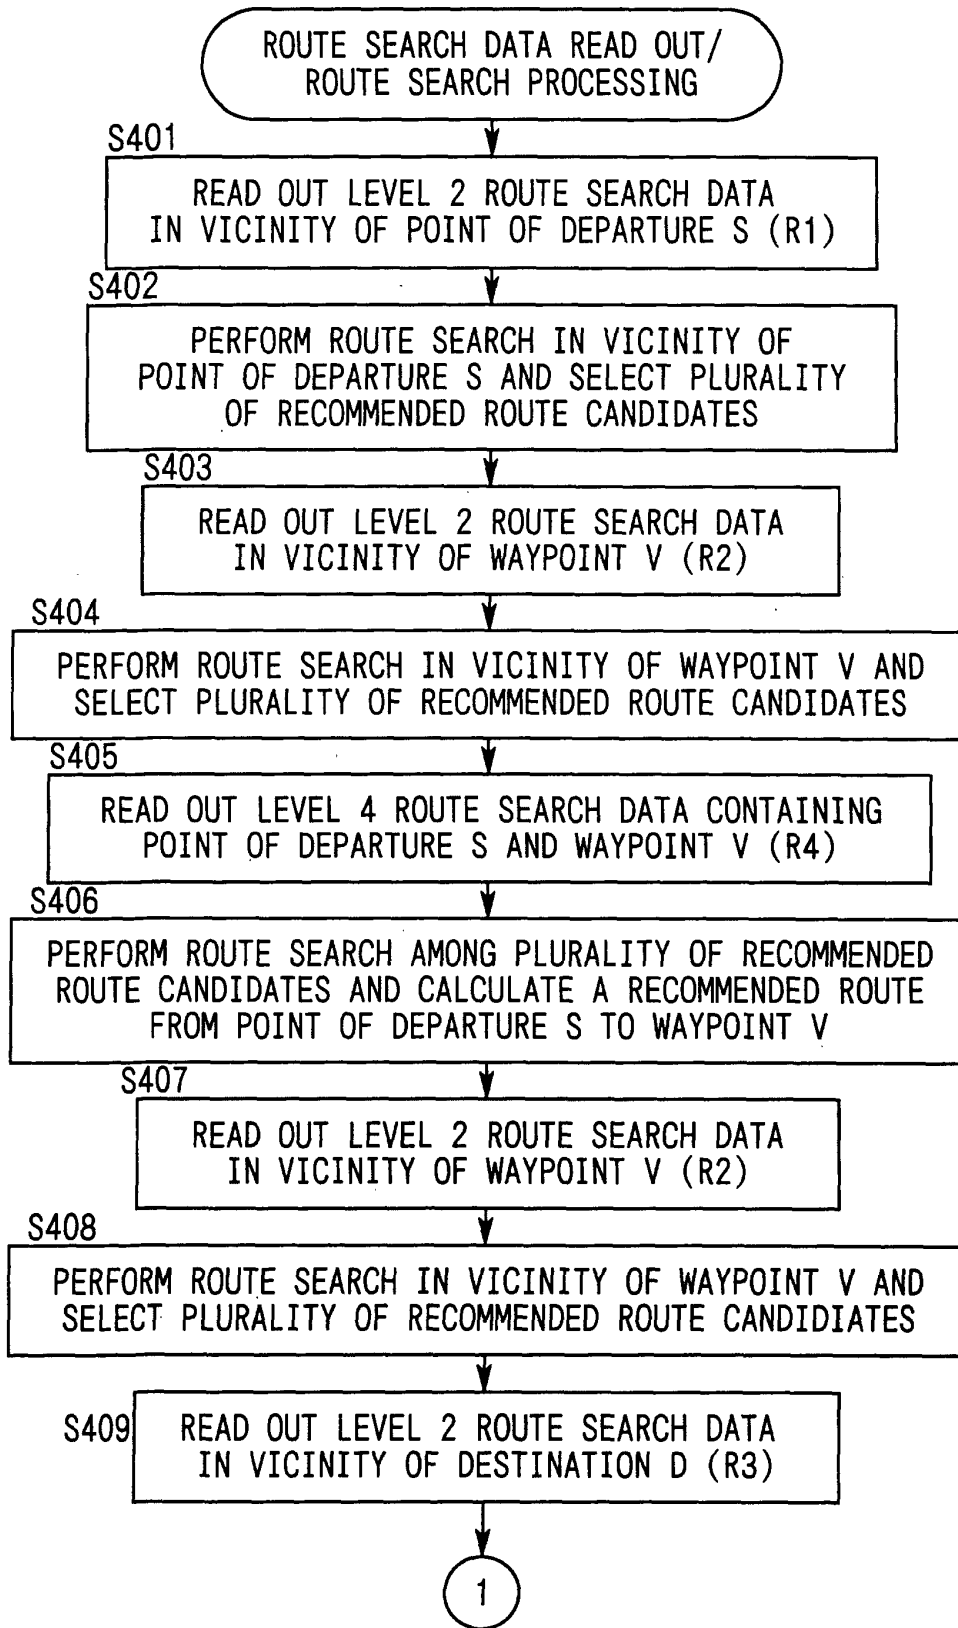 ROUTE SEARCH DATA READ OUT/
ROUTE SEARCH PROCESSING
S401
READ OUT LEVEL 2 ROUTE SEARCH DATA
IN VICINITY OF POINT OF DEPARTURE S (R1)
S402
PERFORM ROUTE SEARCH IN VICINITY OF
POINT OF DEPARTURE S AND SELECT PLURALITY
OF RECOMMENDED ROUTE CANDIDATES
S403
READ OUT LEVEL 2 ROUTE SEARCH DATA
IN VICINITY OF WAYPOINT V (R2)
S404
PERFORM ROUTE SEARCH IN VICINITY OF WAYPOINT V AND
SELECT PLURALITY OF RECOMMENDED ROUTE CANDIDATES
S405
READ OUT LEVEL 4 ROUTE SEARCH DATA CONTAINING
POINT OF DEPARTURE S AND WAYPOINT V (R4)
S406
PERFORM ROUTE SEARCH AMONG PLURALITY OF RECOMMENDED
ROUTE CANDIDATES AND CALCULATE A RECOMMENDED ROUTE
FROM POINT OF DEPARTURE S TO WAYPOINT V
S407
READ OUT LEVEL 2 ROUTE SEARCH DATA
IN VICINITY OF WAYPOINT V (R2)
S408
PERFORM ROUTE SEARCH IN VICINITY OF WAYPOINT V AND
SELECT PLURALITY OF RECOMMENDED ROUTE CANDIDIATES
S409
READ OUT LEVEL 2 ROUTE SEARCH DATA
IN VICINITY OF DESTINATION D (R3)
1